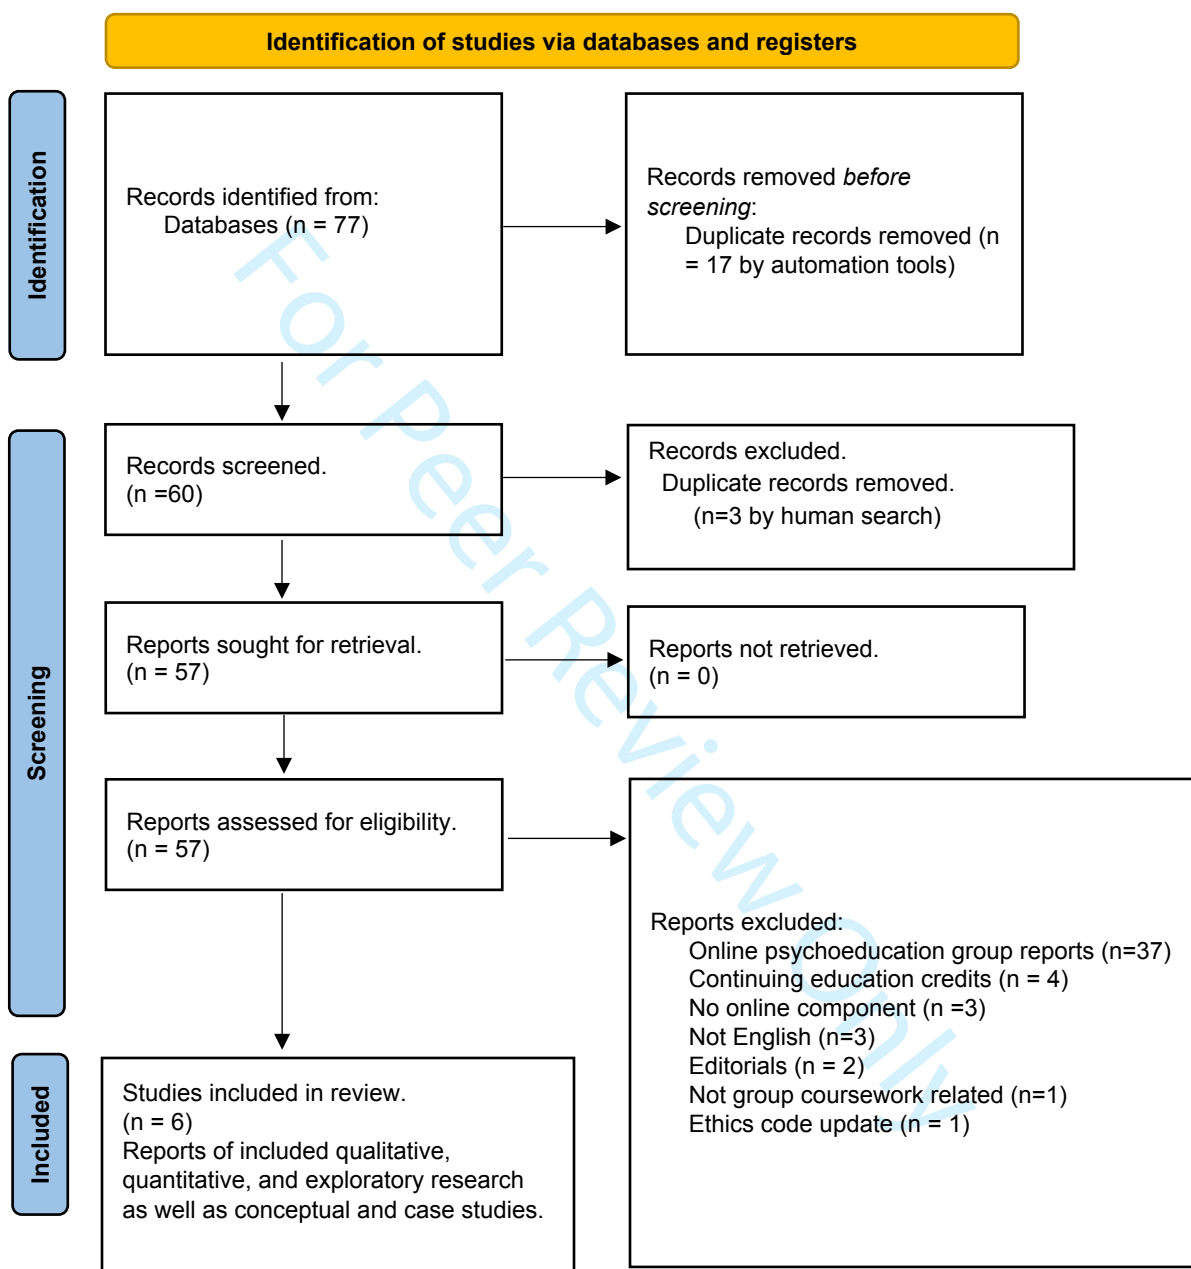 Identification of studies via databases and registers
Identification
Records identified from:
Databases (n = 77)
Records removed before
screening:
Duplicate records removed (n
= 17 by automation tools)
Screening
Records screened.
(n =60)
Records excluded.
Duplicate records removed.
(n=3 by human search)
Reports sought for retrieval.
(n = 57)
Reports not retrieved.
(n = 0)
Reports assessed for eligibility.
(n = 57)
Reports excluded:
Online psychoeducation group reports (n=37)
Continuing education credits (n = 4)
No online component (n =3)
Not English (n=3)
Editorials (n = 2)
Not group coursework related (n=1)
Ethics code update (n = 1)
Included
Studies included in review.
(n = 6)
Reports of included qualitative,
quantitative, and exploratory research
as well as conceptual and case studies.
For Peer Review Only